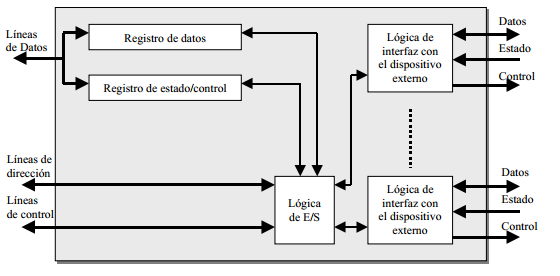 Líneas
de Datos
Registro de datos
Registro de estado/control
Líneas de
dirección
Líneas
de control
Lógica
de E/S
Lógica de
interfaz con
el dispositivo
externo
Datos
Estado
Control
Lógica de
interfaz con
el dispositivo
externo
Datos
Estado
Control